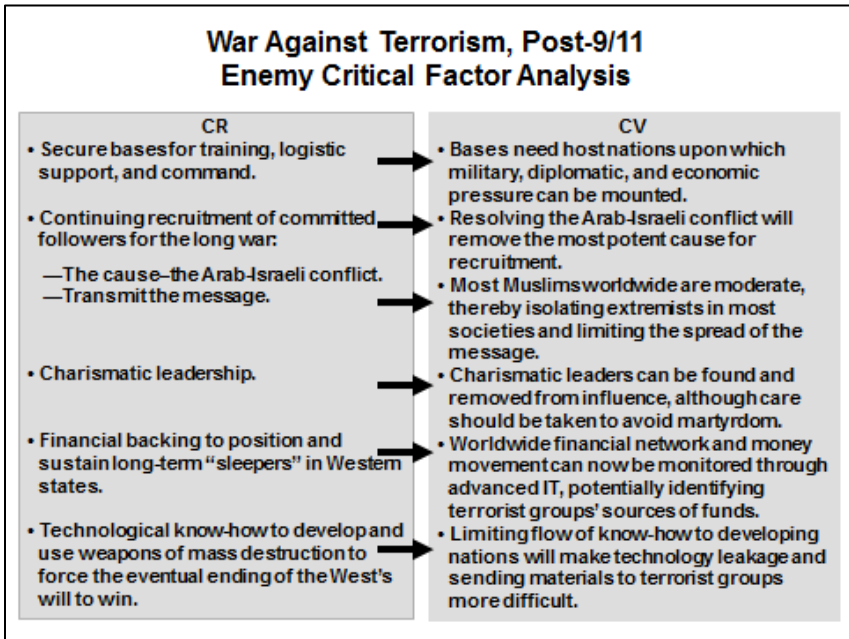 War Against Terrorism, Post-9/11
Enemy Critical Factor Analysis
CR
• Secure bases for training, logistic
support, and command.
• Continuing recruitment of committed
followers for the long war:
—The cause–the Arab-Israeli conflict.
—Transmit the message.
• Charismatic leadership.
• Financial backing to position and
sustain long-term “sleepers” in Western
states.
• Technological know-how to develop and
use weapons of mass destruction to
force the eventual ending of the West’s
will to win.
CV
• Bases need host nations upon which
military, diplomatic, and economic
pressure can be mounted.
• Resolving the Arab-Israeli conflict will
remove the most potent cause for
recruitment.
• Most Muslims worldwide are moderate,
thereby isolating extremists in most
societies and limiting the spread of the
message.
• Charismatic leaders can be found and
removed from influence, although care
should be taken to avoid martyrdom.
• Worldwide financial network and money
movement can now be monitored through
advanced IT, potentially identifying
terrorist groups’ sources of funds.
• Limiting flow of know-how to developing
nations will make technology leakage and
sending materials to terrorist groups
more difficult.